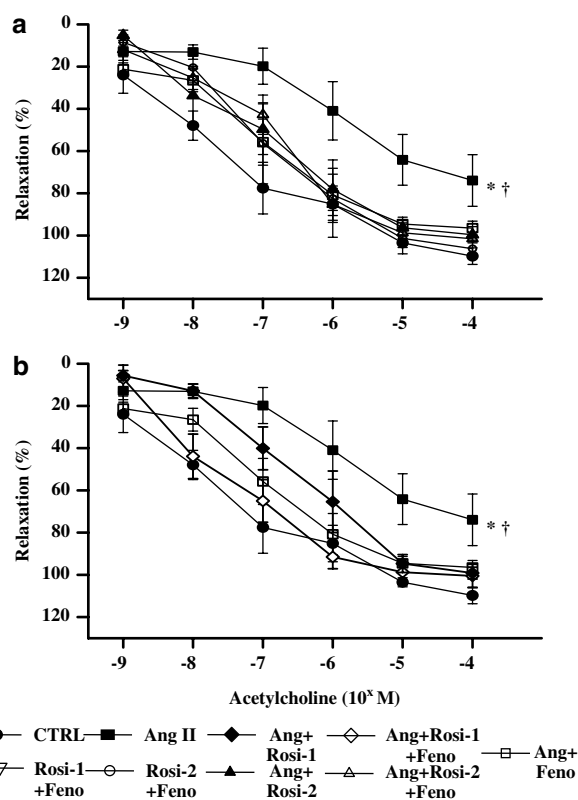 a
0
20
40
60
80
100
120
Relaxation (%)
* †
-9 -8 -7 -6 -5 -4
b
0
20
40
60
80
100
120
Relaxation (%)
* †
-9 -8 -7 -6 -5 -4
Acetylcholine (10^x M)
CTRL Ang II Ang+ Rosi-1 Ang+Rosi-1 +Feno Ang+ Feno
Rosi-1 +Feno Rosi-2 +Feno Ang+ Rosi-2 Ang+Rosi-2 +Feno